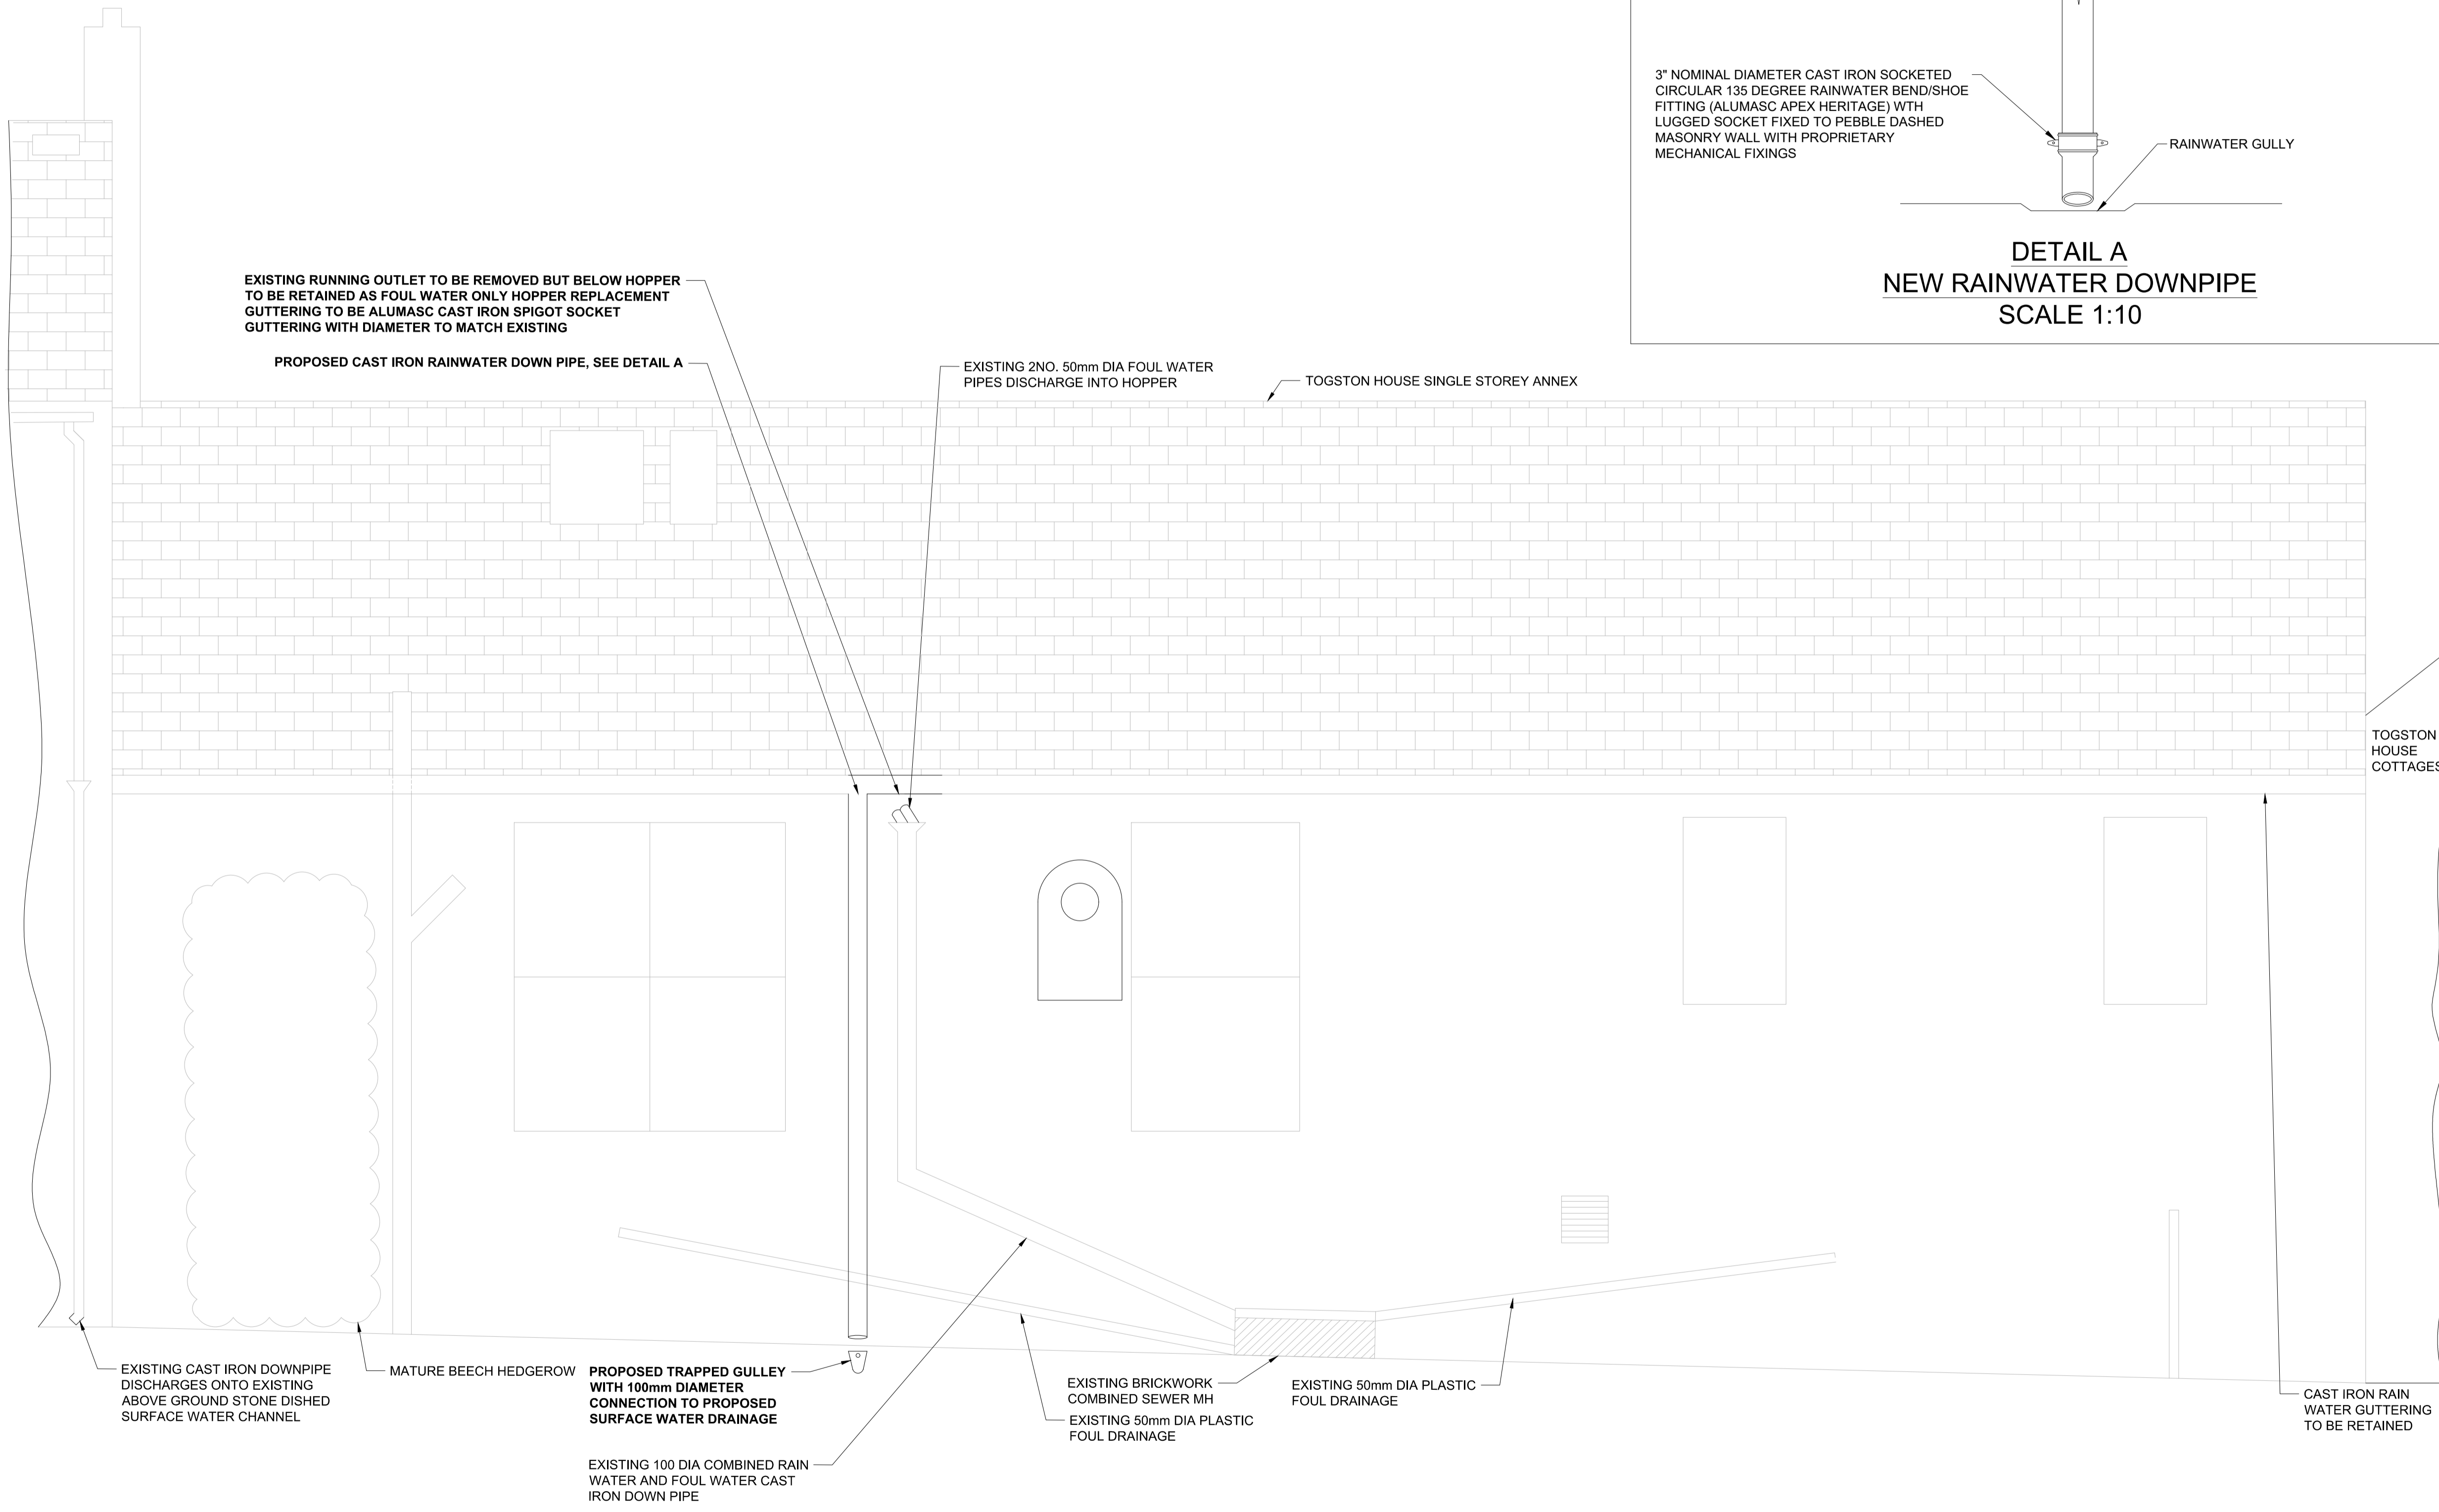 3" NOMINAL DIAMETER CAST IRON SOCKETED
CIRCULAR 135 DEGREE RAINWATER BEND/SHOE
FITTING (ALUMASC APEX HERITAGE) WTH
LUGGED SOCKET FIXED TO PEBBLE DASHED
MASONRY WALL WITH PROPRIETARY
MECHANICAL FIXINGS
RAINWATER GULLY
DETAIL A
NEW RAINWATER DOWNPIPE
SCALE 1:10
EXISTING RUNNING OUTLET TO BE REMOVED BUT BELOW HOPPER
TO BE RETAINED AS FOUL WATER ONLY HOPPER REPLACEMENT
GUTTERING TO BE ALUMASC CAST IRON SPIGOT SOCKET
GUTTERING WITH DIAMETER TO MATCH EXISTING
PROPOSED CAST IRON RAINWATER DOWN PIPE, SEE DETAIL A
EXISTING 2NO. 50mm DIA FOUL WATER
PIPES DISCHARGE INTO HOPPER
TOGSTON HOUSE SINGLE STOREY ANNEX
TOGSTON
HOUSE
COTTAGES
EXISTING CAST IRON DOWNPIPE
DISCHARGES ONTO EXISTING
ABOVE GROUND STONE DISHED
SURFACE WATER CHANNEL
MATURE BEECH HEDGEROW
PROPOSED TRAPPED GULLEY
WITH 100mm DIAMETER
CONNECTION TO PROPOSED
SURFACE WATER DRAINAGE
EXISTING 100 DIA COMBINED RAIN
WATER AND FOUL WATER CAST
IRON DOWN PIPE
EXISTING BRICKWORK
COMBINED SEWER MH
EXISTING 50mm DIA PLASTIC
FOUL DRAINAGE
EXISTING 50mm DIA PLASTIC
FOUL DRAINAGE
CAST IRON RAIN
WATER GUTTERING
TO BE RETAINED